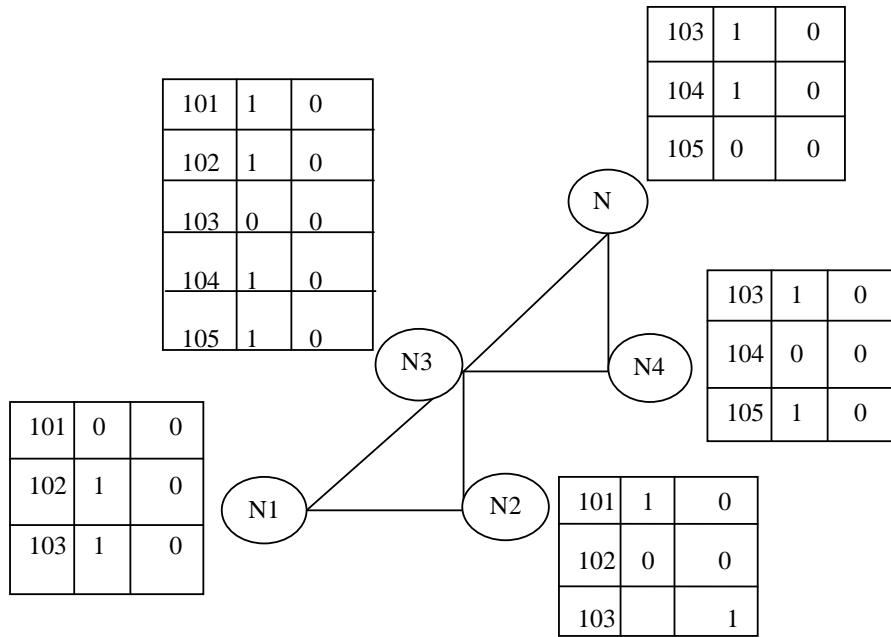 103 1 0
104 1 0
105 0 0
101 1 0
102 1 0
103 0 0
104 1 0
105 1 0
N
103 1 0
104 0 0
105 1 0
N3
N4
101 0 0
102 1 0
103 1 0
N1
N2
101 1 0
102 0 0
103 1